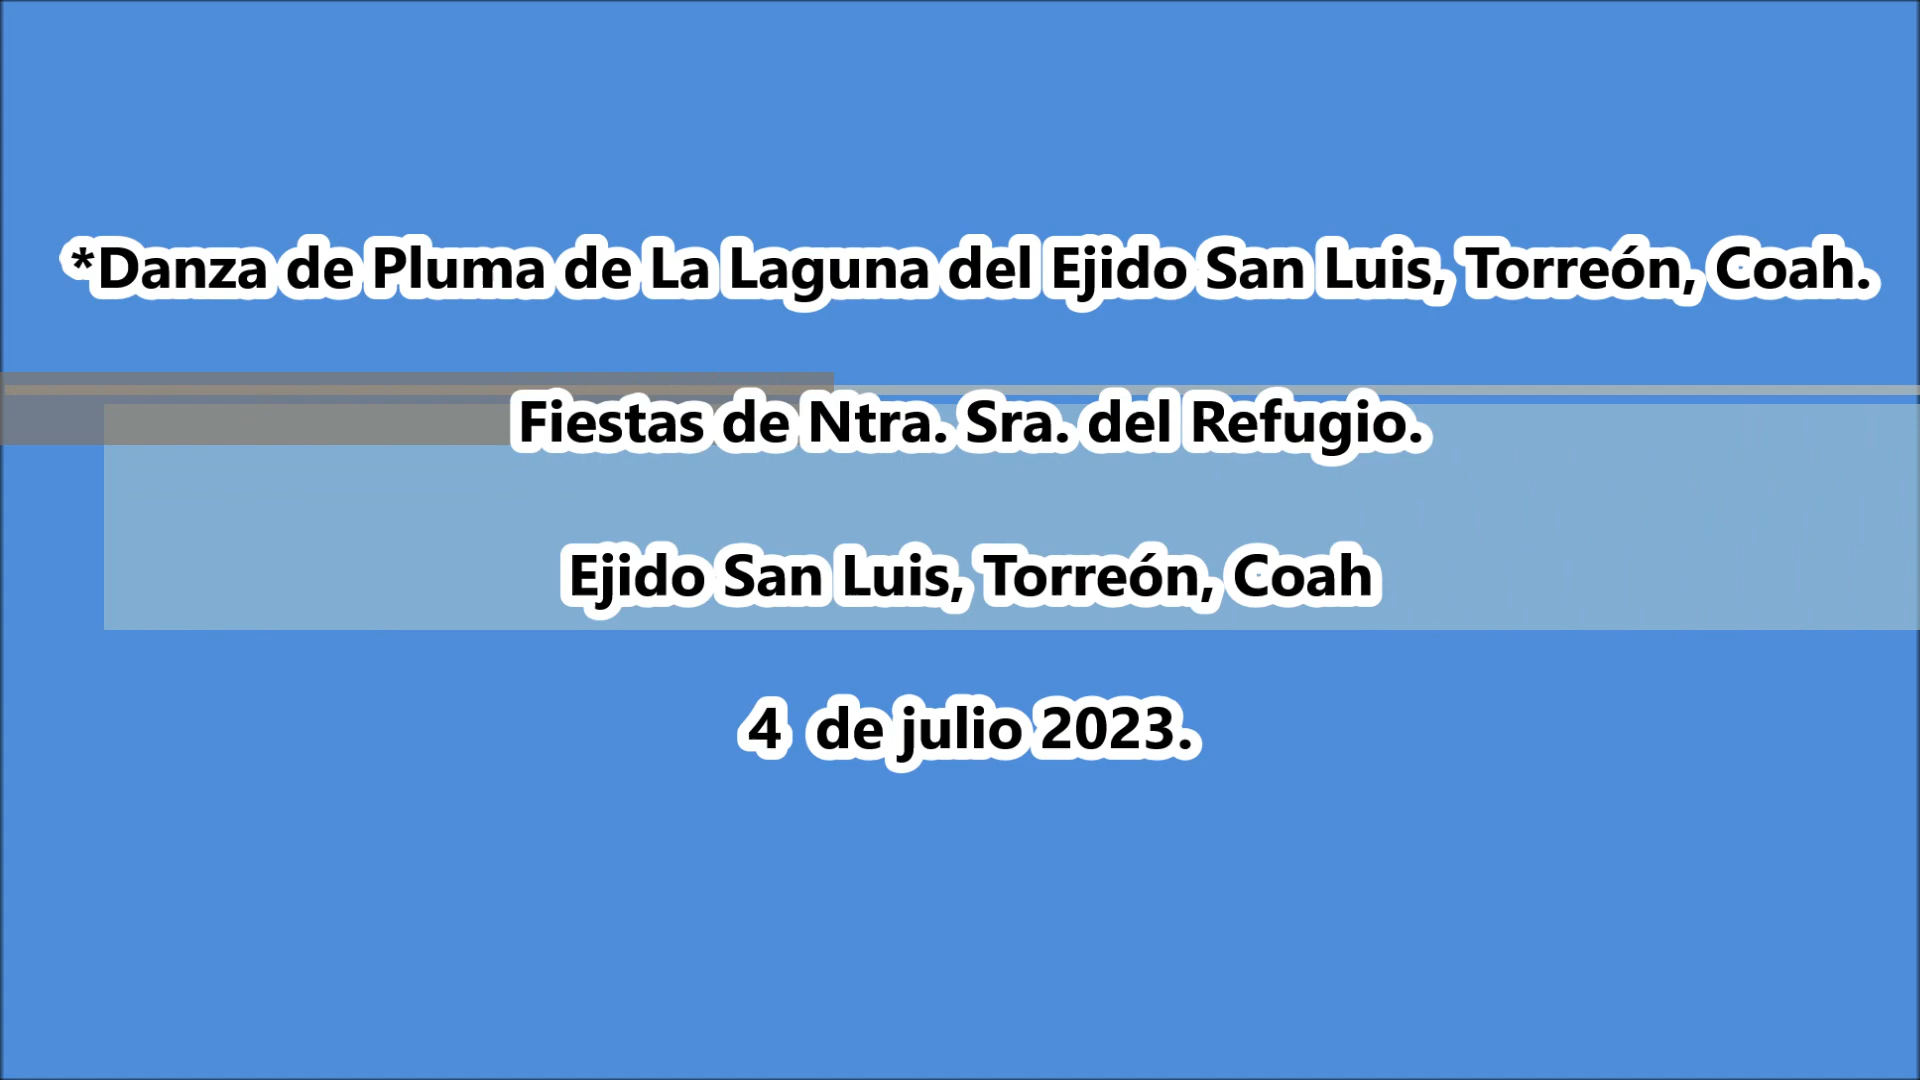 *Danza de Pluma de La Laguna del Ejido San Luis, Torreón, Coah.
Fiestas de Ntra. Sra. del Refugio.
Ejido San Luis, Torreón, Coah
4  de julio 2023.